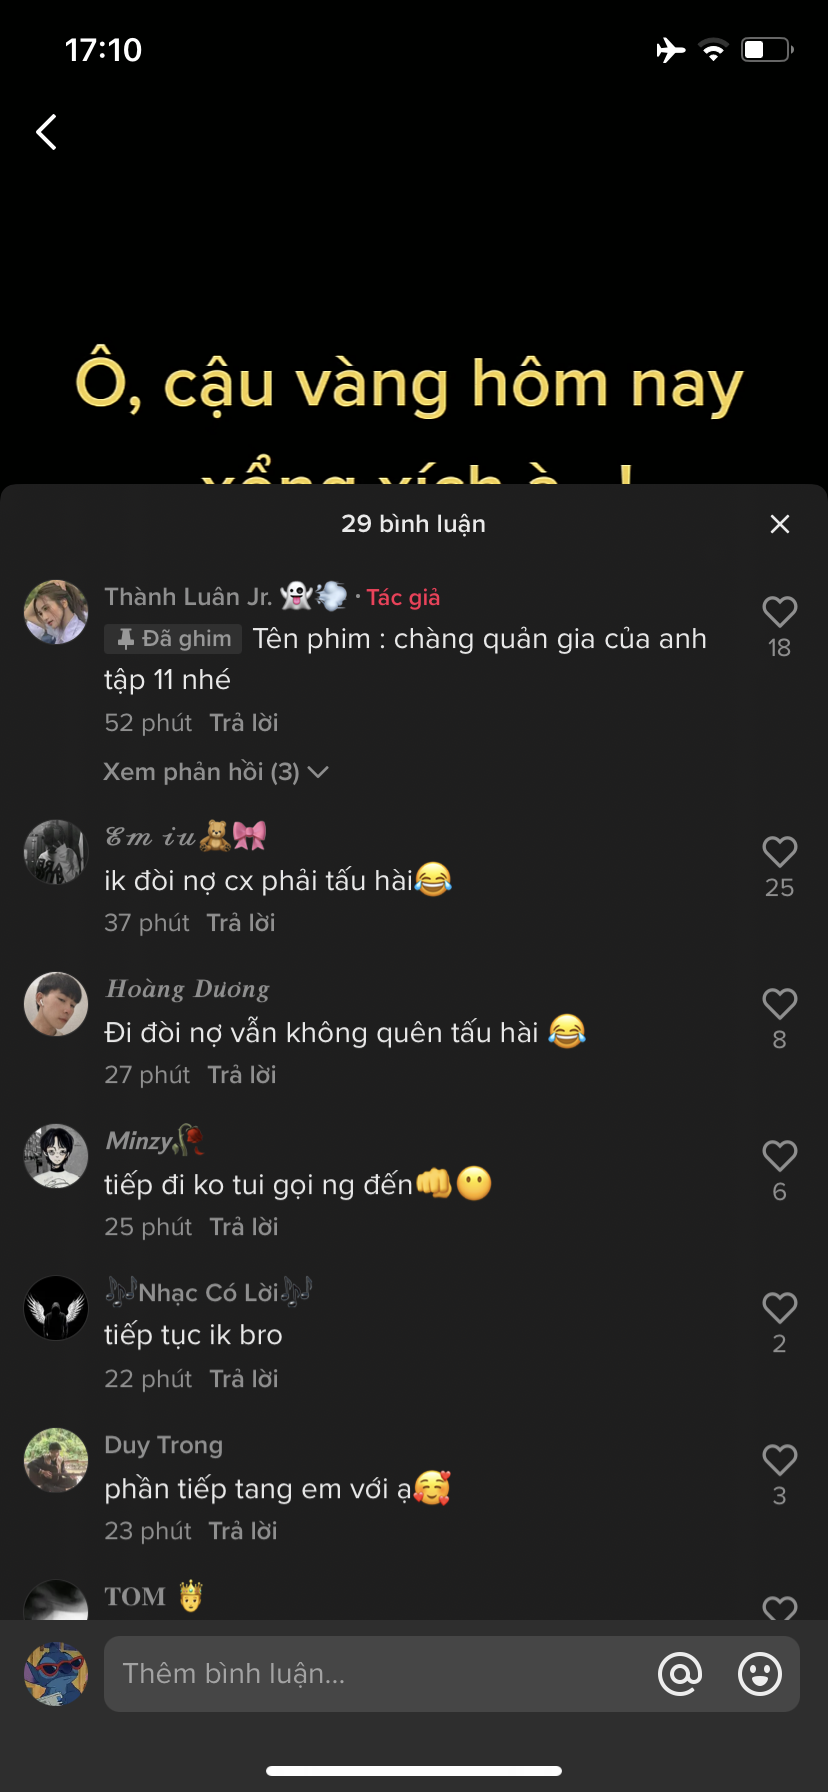 17:10
Ô, cậu vàng hôm nay
xổng xích à
29 bình luận
Thành Luân Jr. 👻💨 · Tác giả
Đã ghim Tên phim : chàng quản gia của anh
tập 11 nhé
18
52 phút Trả lời
Xem phản hồi (3)
ℰ𝓂 𝒾𝓊🧸🎀
ik đòi nợ cx phải tấu hài😂
25
37 phút Trả lời
Hoàng Dương
Đi đòi nợ vẫn không quên tấu hài 😂
8
27 phút Trả lời
Minzy🥀
tiếp đi ko tui gọi ng đến👊😶
6
25 phút Trả lời
🎶Nhạc Có Lời🎶
tiếp tục ik bro
2
22 phút Trả lời
Duy Trong
phần tiếp tang em với ạ🥰
3
23 phút Trả lời
TOM 🤴
Thêm bình luận...